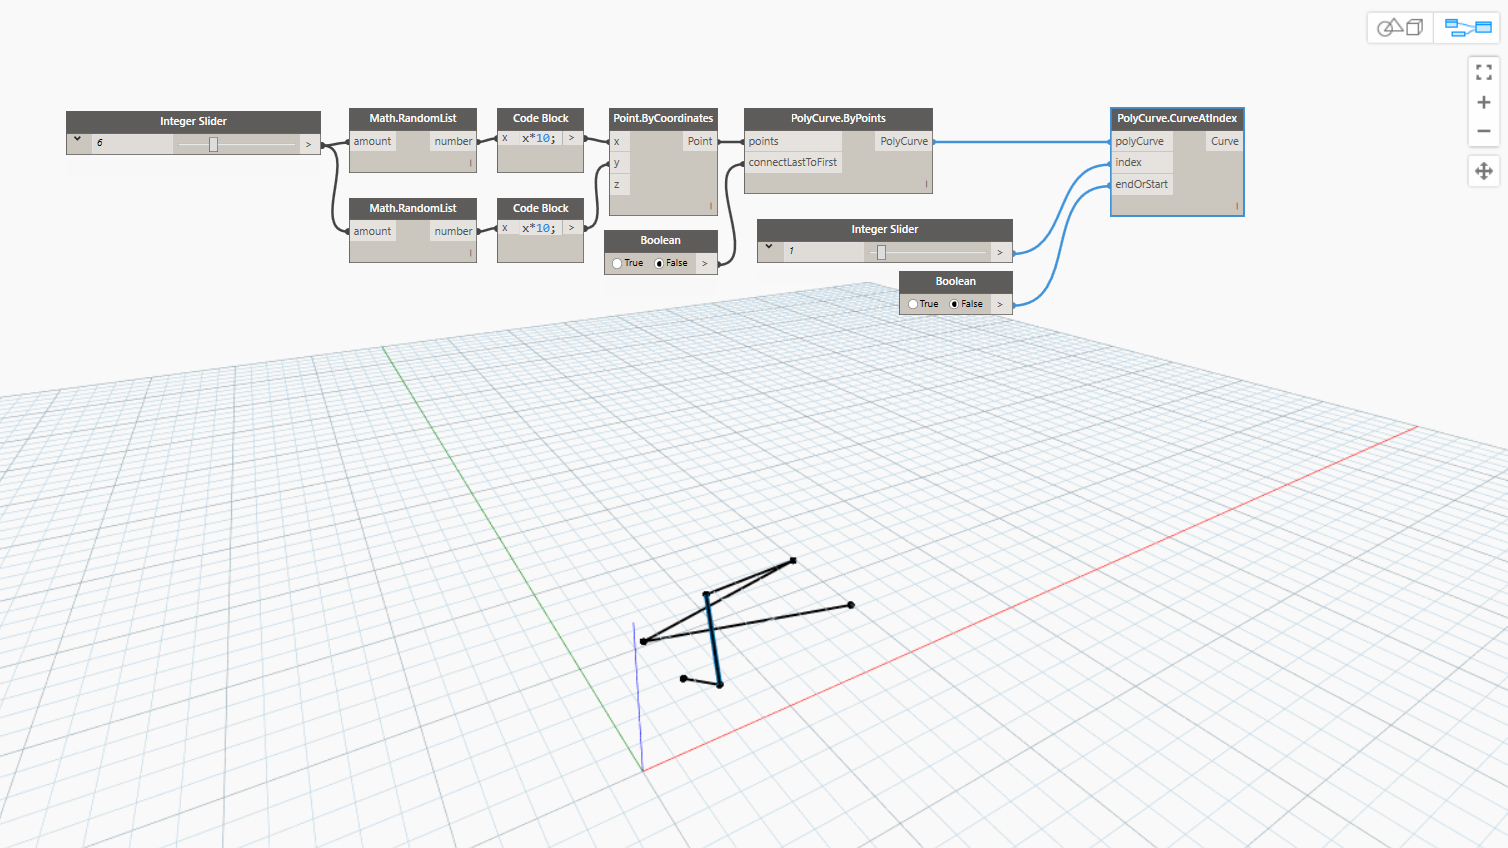 Integer Slider
6 >
Math.RandomList
amount number
Code Block
x x*10; >
Point.ByCoordinates
x Point
y
z
PolyCurve.ByPoints
points PolyCurve
connectLastToFirst
PolyCurve.CurveAtIndex
polyCurve Curve
index
endOrStart
Math.RandomList
amount number
Code Block
x x*10; >
Boolean
True False >
Integer Slider
1 >
Boolean
True False >